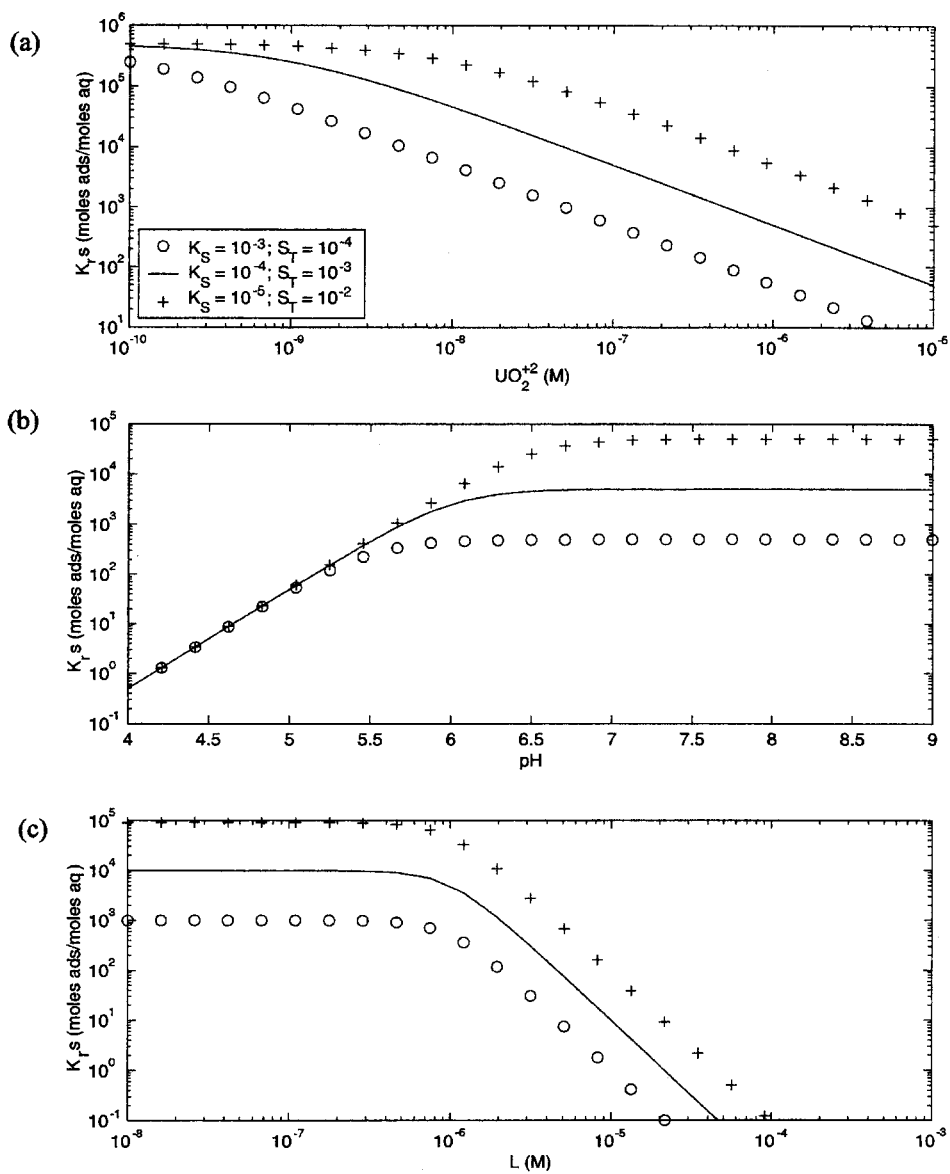 (a)
K_r s (moles ads/moles aq)
10^6
10^5
10^4
10^3
10^2
10^1
K_S = 10^-3; S_T = 10^-4
K_S = 10^-4; S_T = 10^-3
K_S = 10^-5; S_T = 10^-2
10^-10 10^-9 10^-8 10^-7 10^-6 10^-5
UO_2^+2 (M)
(b)
K_r s (moles ads/moles aq)
10^5
10^4
10^3
10^2
10^1
10^0
10^-1
4 4.5 5 5.5 6 6.5 7 7.5 8 8.5 9
pH
(c)
K_r s (moles ads/moles aq)
10^5
10^4
10^3
10^2
10^1
10^0
10^-1
10^-8 10^-7 10^-6 10^-5 10^-4 10^-3
L (M)